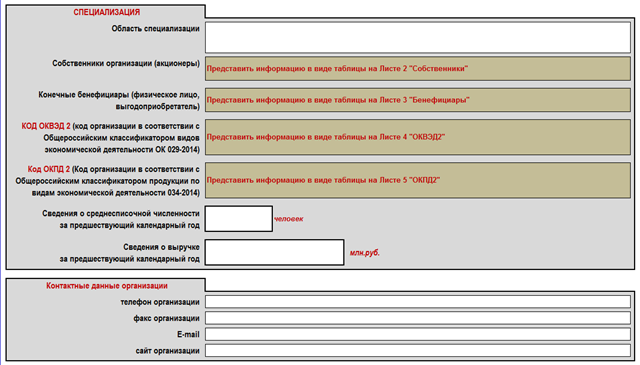 СПЕЦИАЛИЗАЦИЯ
Область специализации
Собственники организации (акционеры)
Представить информацию в виде таблицы на Листе 2 "Собственники"
Конечные бенефициары (физическое лицо,
выгодоприобретатель)
Представить информацию в виде таблицы на Листе 3 "Бенефициары"
КОД ОКВЭД 2 (код организации в соответствии с
Общероссийским классификатором видов
экономической деятельности ОК 029-2014)
Представить информацию в виде таблицы на Листе 4 "ОКВЭД2"
Код ОКПД 2 (Код организации в соответствии с
Общероссийским классификатором продукции по
видам экономической деятельности 034-2014)
Представить информацию в виде таблицы на Листе 5 "ОКПД2"
Сведения о среднесписочной численности
за предшествующий календарный год
человек
Сведения о выручке
за предшествующий календарный год
млн.руб.
Контактные данные организации
телефон организации
факс организации
E-mail
сайт организации